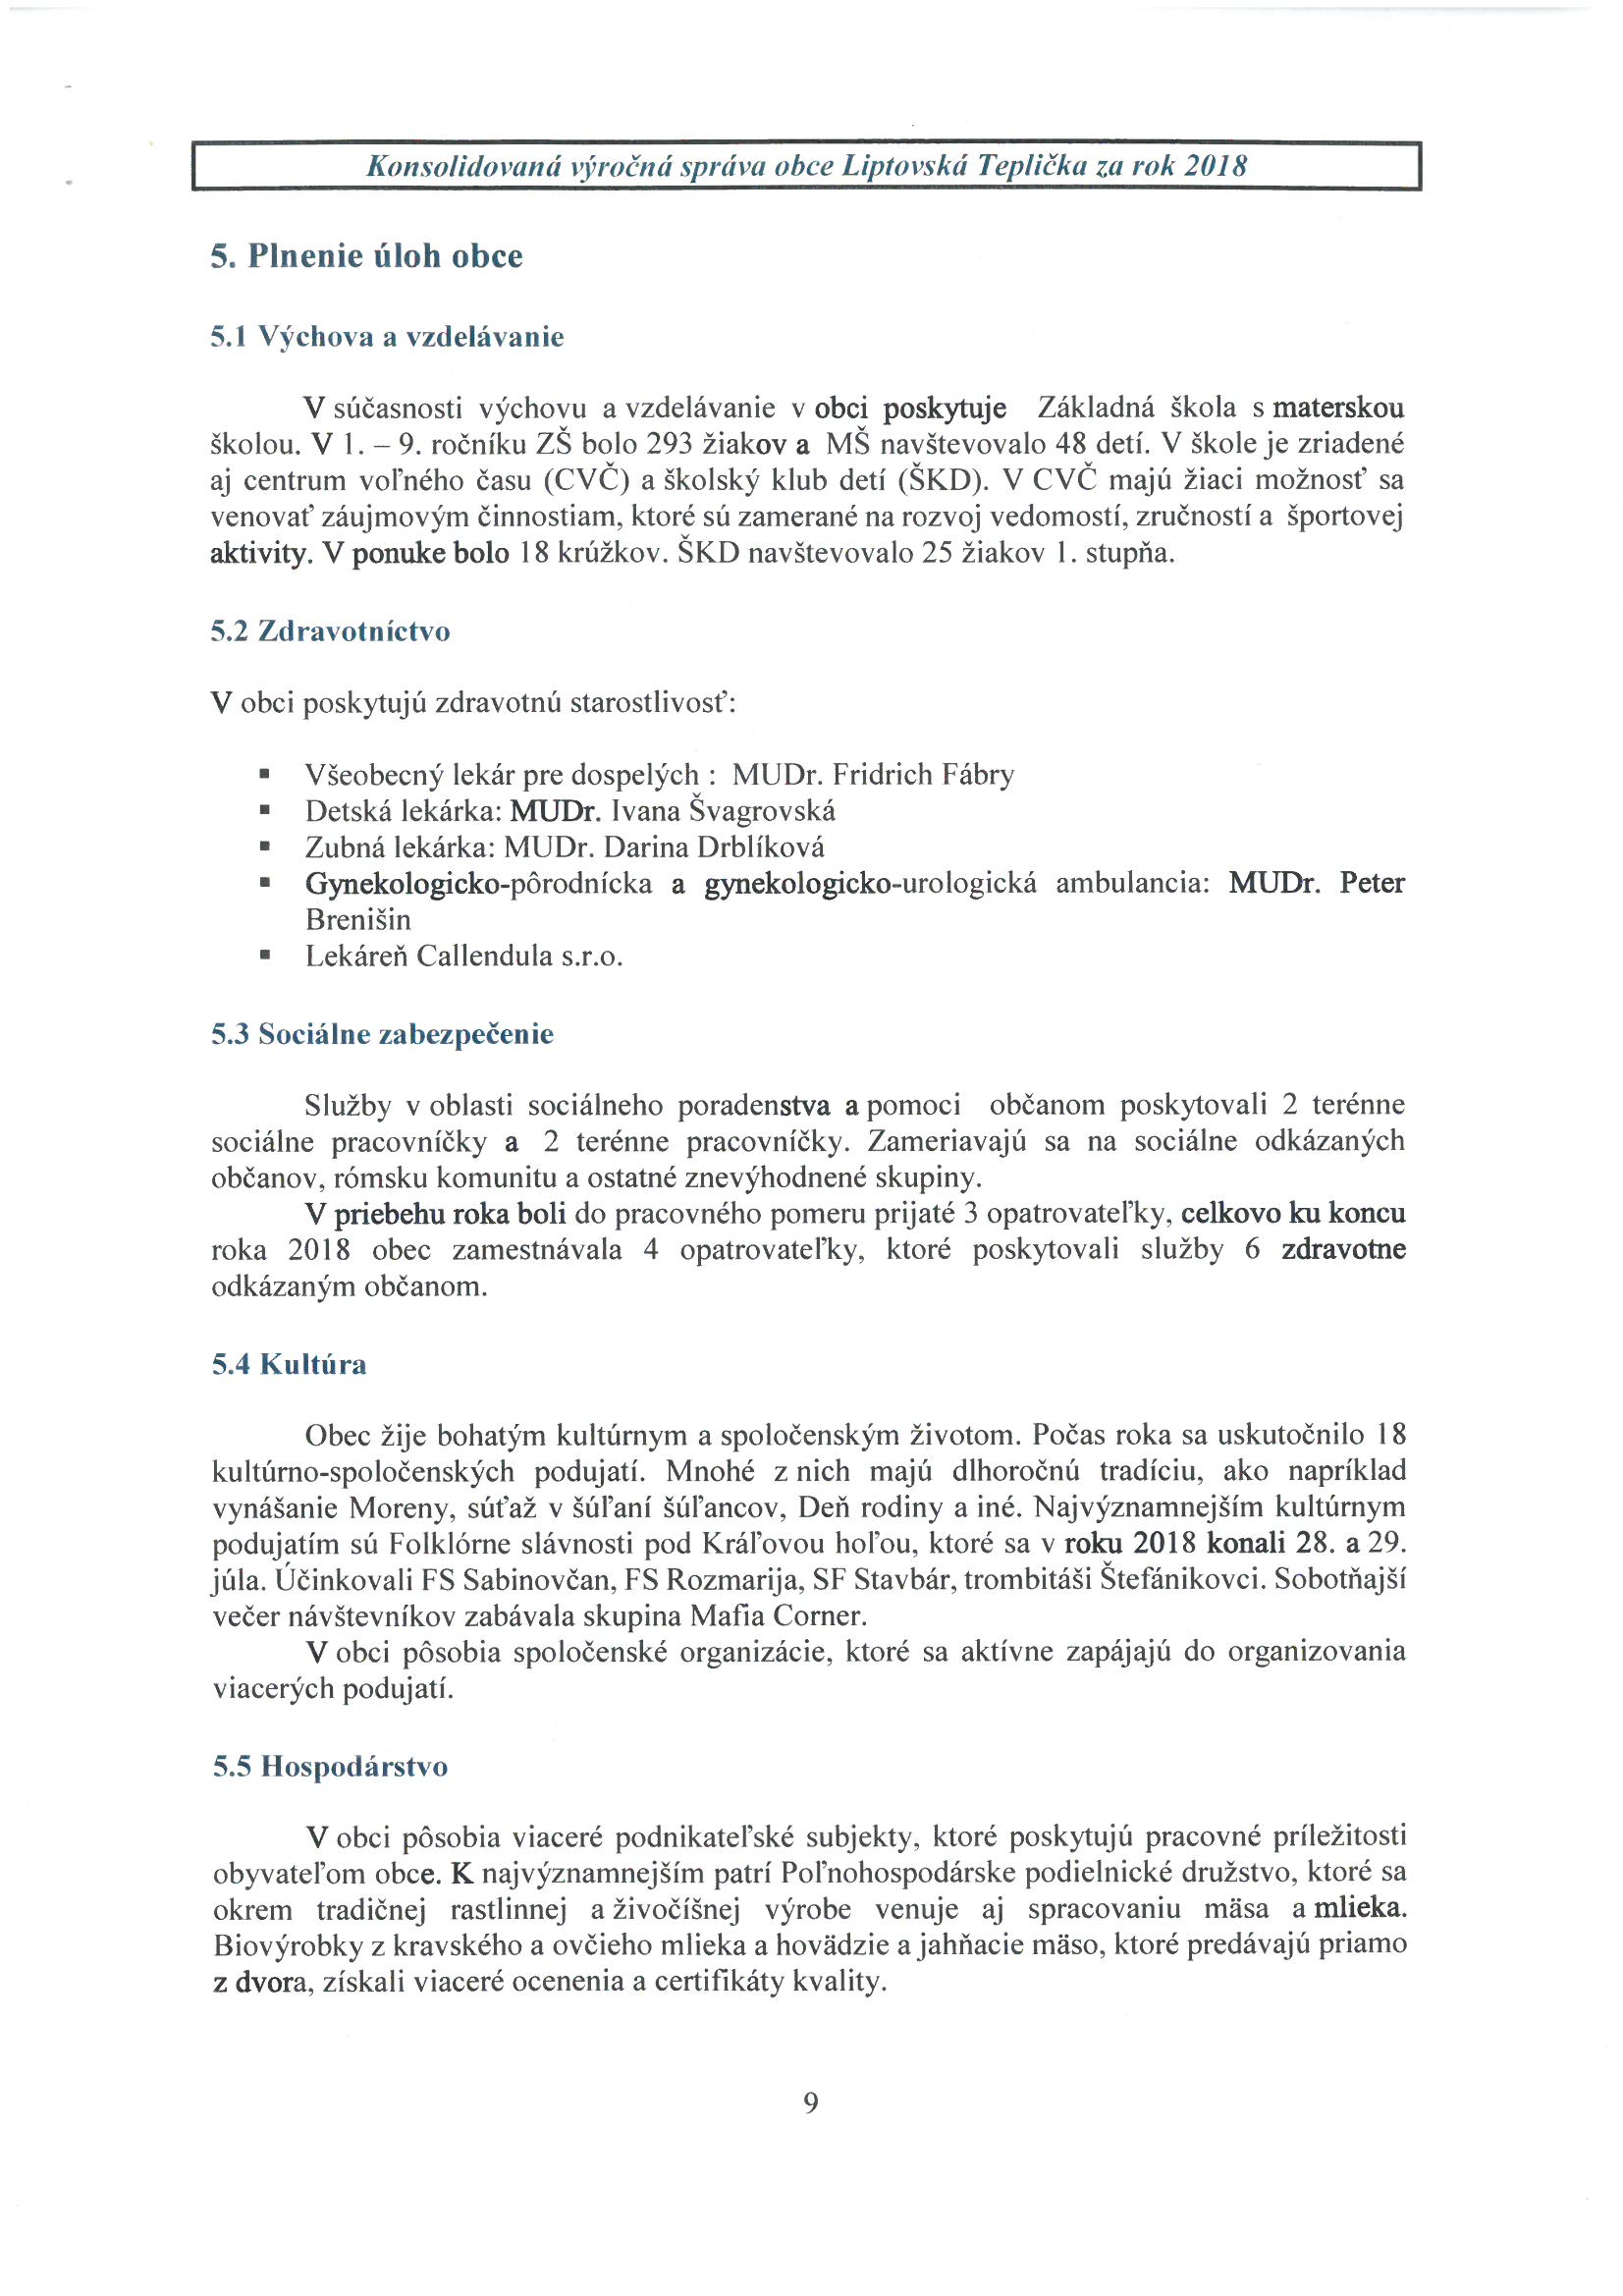 Konsolidovaná výročná správa obce Liptovská Teplička za rok 2018
5. Plnenie úloh obce
5.1 Výchova a vzdelávanie
V súčasnosti výchovu a vzdelávanie v obci poskytuje Základná škola s materskou
školou. V 1. – 9. ročníku ZŠ bolo 293 žiakov a MŠ navštevovalo 48 detí. V škole je zriadené
aj centrum voľného času (CVČ) a školský klub detí (ŠKD). V CVČ majú žiaci možnosť sa
venovať záujmovým činnostiam, ktoré sú zamerané na rozvoj vedomostí, zručností a športovej
aktivity. V ponuke bolo 18 krúžkov. ŠKD navštevovalo 25 žiakov 1. stupňa.
5.2 Zdravotníctvo
V obci poskytujú zdravotnú starostlivosť:
▪ Všeobecný lekár pre dospelých : MUDr. Fridrich Fábry
▪ Detská lekárka: MUDr. Ivana Švagrovská
▪ Zubná lekárka: MUDr. Darina Drblíková
▪ Gynekologicko-pôrodnícka a gynekologicko-urologická ambulancia: MUDr. Peter
Brenišin
▪ Lekáreň Callendula s.r.o.
5.3 Sociálne zabezpečenie
Služby v oblasti sociálneho poradenstva a pomoci občanom poskytovali 2 terénne
sociálne pracovníčky a 2 terénne pracovníčky. Zameriavajú sa na sociálne odkázaných
občanov, rómsku komunitu a ostatné znevýhodnené skupiny.
V priebehu roka boli do pracovného pomeru prijaté 3 opatrovateľky, celkovo ku koncu
roka 2018 obec zamestnávala 4 opatrovateľky, ktoré poskytovali služby 6 zdravotne
odkázaným občanom.
5.4 Kultúra
Obec žije bohatým kultúrnym a spoločenským životom. Počas roka sa uskutočnilo 18
kultúrno-spoločenských podujatí. Mnohé z nich majú dlhoročnú tradíciu, ako napríklad
vynášanie Moreny, súťaž v šúľaní šúľancov, Deň rodiny a iné. Najvýznamnejším kultúrnym
podujatím sú Folklórne slávnosti pod Kráľovou hoľou, ktoré sa v roku 2018 konali 28. a 29.
júla. Účinkovali FS Sabinovčan, FS Rozmarija, SF Stavbár, trombitáši Štefánikovci. Sobotňajší
večer návštevníkov zabávala skupina Mafia Corner.
V obci pôsobia spoločenské organizácie, ktoré sa aktívne zapájajú do organizovania
viacerých podujatí.
5.5 Hospodárstvo
V obci pôsobia viaceré podnikateľské subjekty, ktoré poskytujú pracovné príležitosti
obyvateľom obce. K najvýznamnejším patrí Poľnohospodárske podielnické družstvo, ktoré sa
okrem tradičnej rastlinnej a živočíšnej výrobe venuje aj spracovaniu mäsa a mlieka.
Biovýrobky z kravského a ovčieho mlieka a hovädzie a jahňacie mäso, ktoré predávajú priamo
z dvora, získali viaceré ocenenia a certifikáty kvality.
9